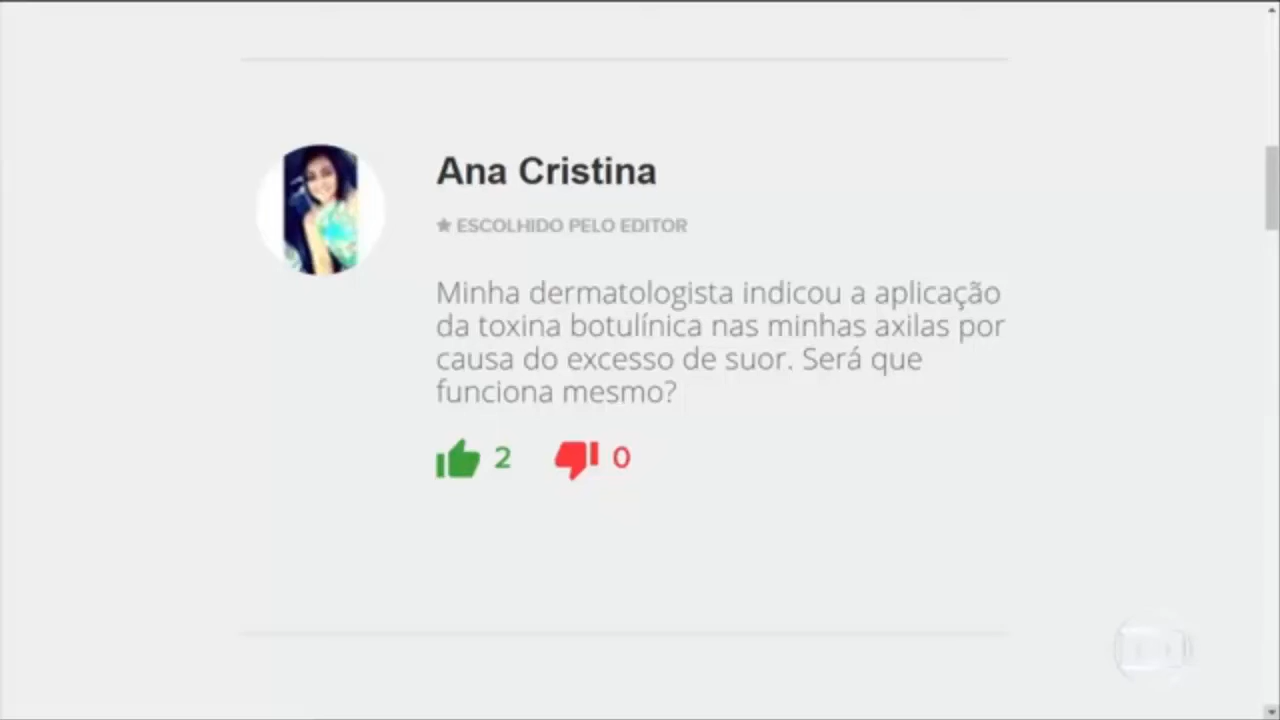 Ana Cristina
★ ESCOLHIDO PELO EDITOR
Minha dermatologista indicou a aplicação
da toxina botulínica nas minhas axilas por
causa do excesso de suor. Será que
funciona mesmo?
2 0